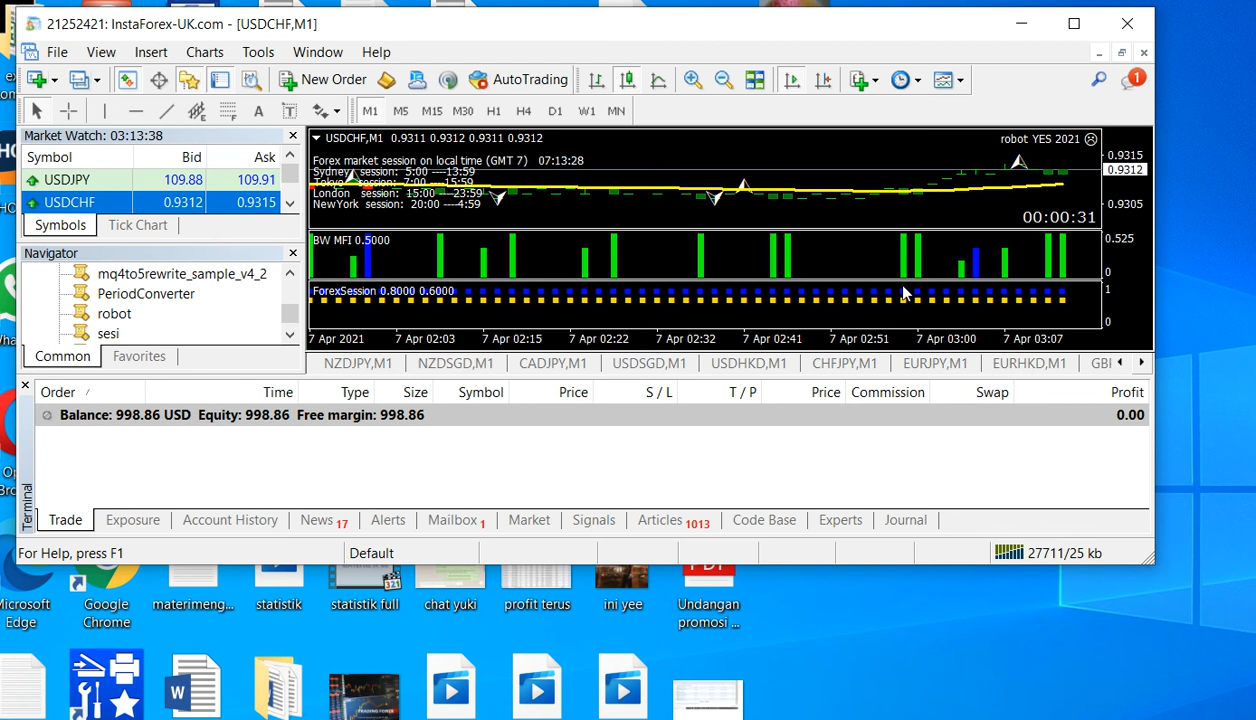 21252421: InstaForex-UK.com - [USDCHF,M1]
File View Insert Charts Tools Window Help
New Order AutoTrading 1
A T M1 M5 M15 M30 H1 H4 D1 W1 MN
Market Watch: 03:13:38
Symbol Bid Ask
USDJPY 109.88 109.91
USDCHF 0.9312 0.9315
Symbols Tick Chart
Navigator
mq4to5rewrite_sample_v4_2
PeriodConverter
robot
sesi
Common Favorites
USDCHF,M1 0.9311 0.9312 0.9311 0.9312
robot YES 2021
Forex market session on local time (GMT 7) 07:13:28
Sydney session: 5:00 ----13:59
Tokyo session: 7:00 ----15:59
London session: 15:00 ----23:59
NewYork session: 20:00 ----4:59
00:00:31
0.9315
0.9312
0.9305
BW MFI 0.5000
0.525
0
ForexSession 0.8000 0.6000
1
0
7 Apr 2021 7 Apr 02:03 7 Apr 02:13 7 Apr 02:22 7 Apr 02:32 7 Apr 02:41 7 Apr 02:51 7 Apr 03:00 7 Apr 03:07
NZDJPY,M1 NZDSGD,M1 CADJPY,M1 USDSGD,M1 USDHKD,M1 CHFJPY,M1 EURJPY,M1 EURHKD,M1 GBI
Order / Time Type Size Symbol Price S / L T / P Price Commission Swap Profit
Balance: 998.86 USD Equity: 998.86 Free margin: 998.86 0.00
Terminal
Trade Exposure Account History News 17 Alerts Mailbox 1 Market Signals Articles 1013 Code Base Experts Journal
For Help, press F1 Default 27711/25 kb
Microsoft Edge
Google Chrome
materimeng...
statistik
321
statistik full
chat yuki
profit terus
ini yee
PDF
Undangan promosi ...
W